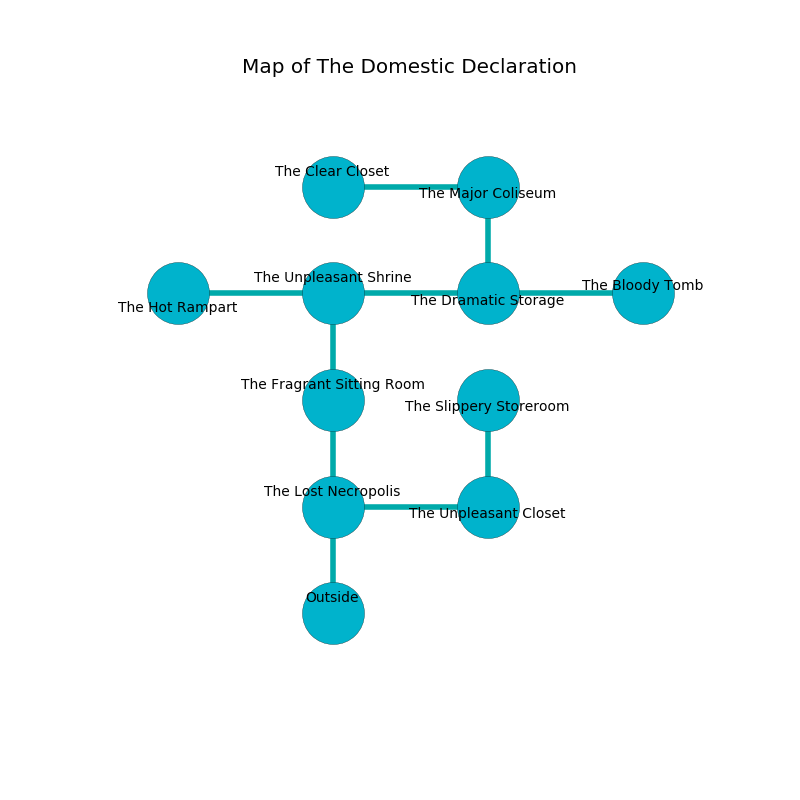 Map of The Domestic Declaration
The Clear Closet
The Major Coliseum
The Unpleasant Shrine
The Bloody Tomb
The Dramatic Storage
The Hot Rampart
The Fragrant Sitting Room
The Slippery Storeroom
The Lost Necropolis
The Unpleasant Closet
Outside